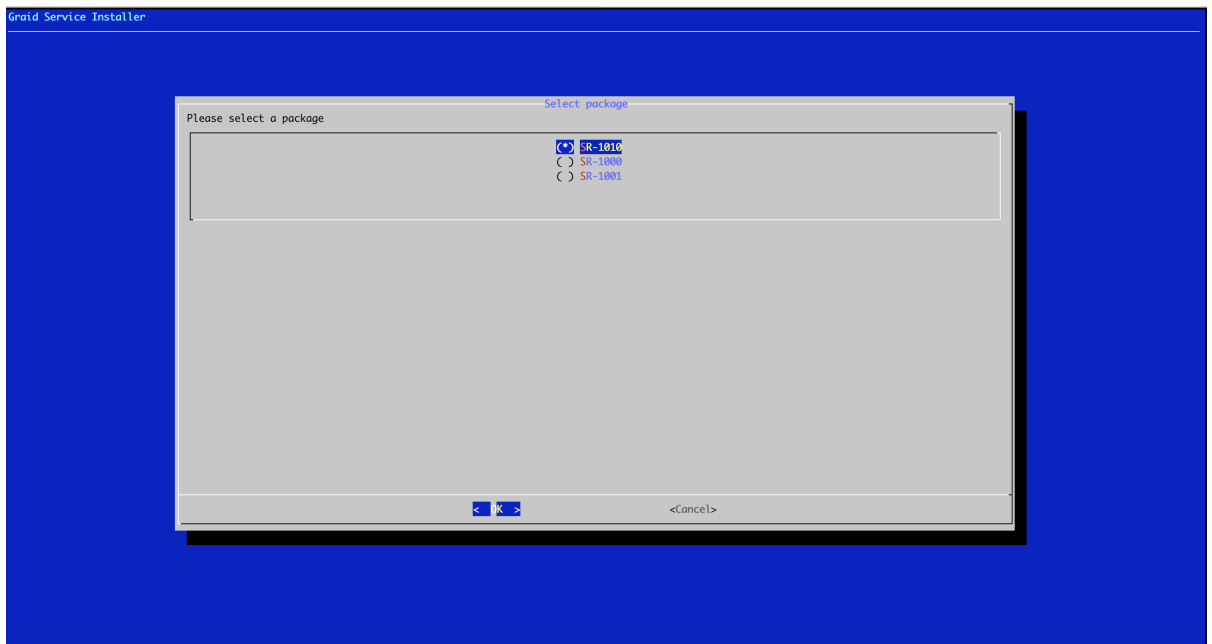 Graid Service Installer
Select package
Please select a package
(*) SR-1010
( ) SR-1000
( ) SR-1001
< OK > <Cancel>